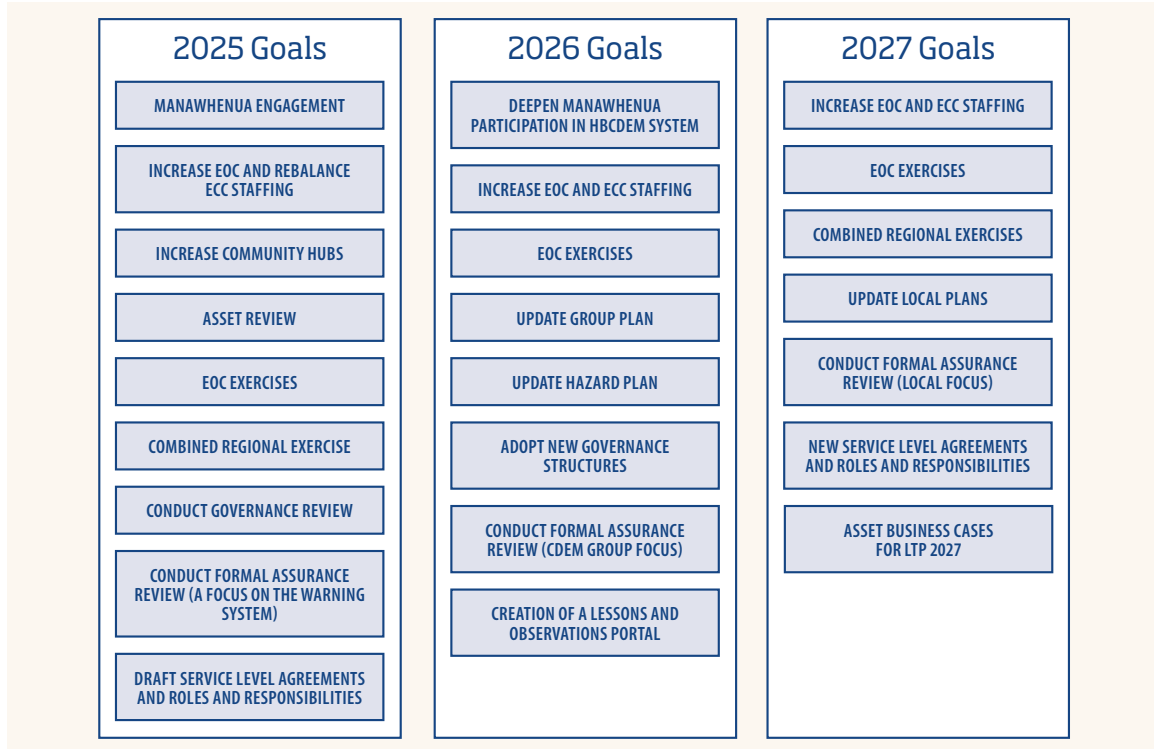 2025 Goals
MANAWHENUA ENGAGEMENT
INCREASE EOC AND REBALANCE
ECC STAFFING
INCREASE COMMUNITY HUBS
ASSET REVIEW
EOC EXERCISES
COMBINED REGIONAL EXERCISE
CONDUCT GOVERNANCE REVIEW
CONDUCT FORMAL ASSURANCE
REVIEW (A FOCUS ON THE WARNING
SYSTEM)
DRAFT SERVICE LEVEL AGREEMENTS
AND ROLES AND RESPONSIBILITIES
2026 Goals
DEEPEN MANAWHENUA
PARTICIPATION IN HBCDEM SYSTEM
INCREASE EOC AND ECC STAFFING
EOC EXERCISES
UPDATE GROUP PLAN
UPDATE HAZARD PLAN
ADOPT NEW GOVERNANCE
STRUCTURES
CONDUCT FORMAL ASSURANCE
REVIEW (CDEM GROUP FOCUS)
CREATION OF A LESSONS AND
OBSERVATIONS PORTAL
2027 Goals
INCREASE EOC AND ECC STAFFING
EOC EXERCISES
COMBINED REGIONAL EXERCISES
UPDATE LOCAL PLANS
CONDUCT FORMAL ASSURANCE
REVIEW (LOCAL FOCUS)
NEW SERVICE LEVEL AGREEMENTS
AND ROLES AND RESPONSIBILITIES
ASSET BUSINESS CASES
FOR LTP 2027